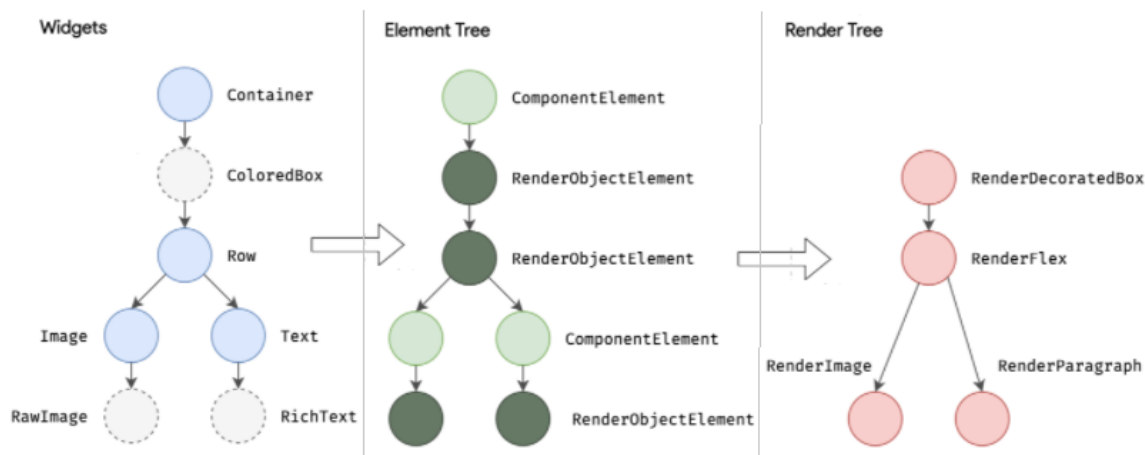 Widgets
Element Tree
Render Tree
Container
ComponentElement
ColoredBox
RenderObjectElement
RenderDecoratedBox
Row
RenderObjectElement
RenderFlex
Image
Text
ComponentElement
RenderImage
RenderParagraph
RawImage
RichText
RenderObjectElement